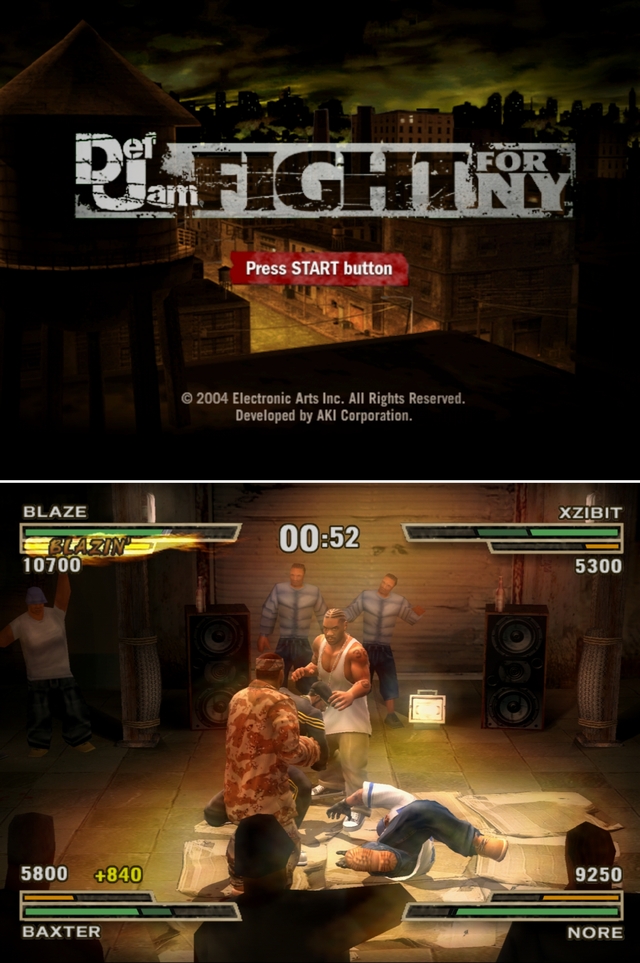 Def Jam FIGHT FOR NY™
Press START button
© 2004 Electronic Arts Inc. All Rights Reserved.
Developed by AKI Corporation.
BLAZE
XZIBIT
BLAZIN'
00:52
10700
5300
5800 +840
9250
BAXTER
NORE